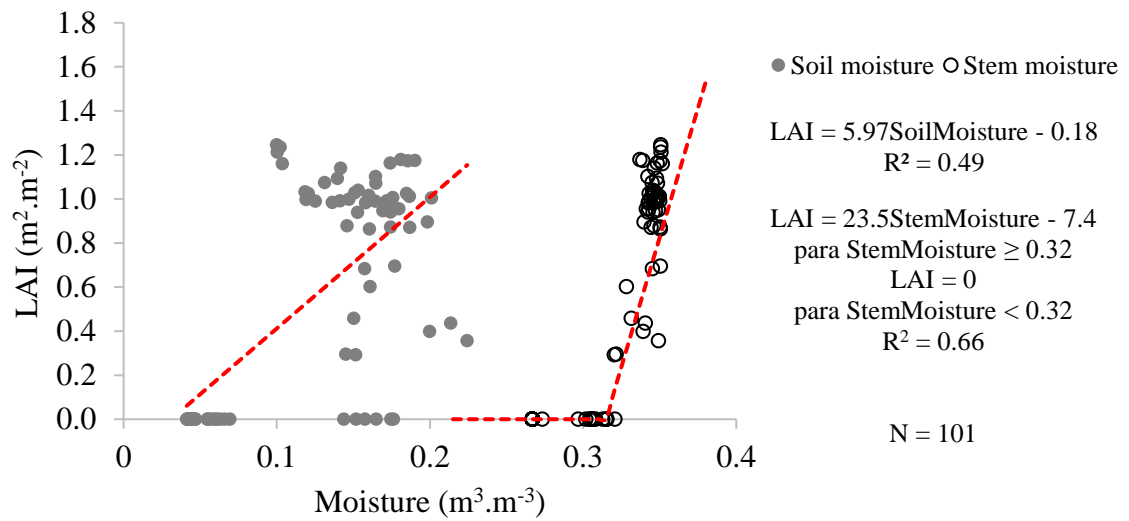 1.8
1.6
1.4
1.2
1.0
0.8
0.6
0.4
0.2
0.0
LAI (m².m⁻²)
0 0.1 0.2 0.3 0.4
Moisture (m³.m⁻³)
Soil moisture Stem moisture
LAI = 5.97SoilMoisture - 0.18
R² = 0.49
LAI = 23.5StemMoisture - 7.4
para StemMoisture ≥ 0.32
LAI = 0
para StemMoisture < 0.32
R² = 0.66
N = 101